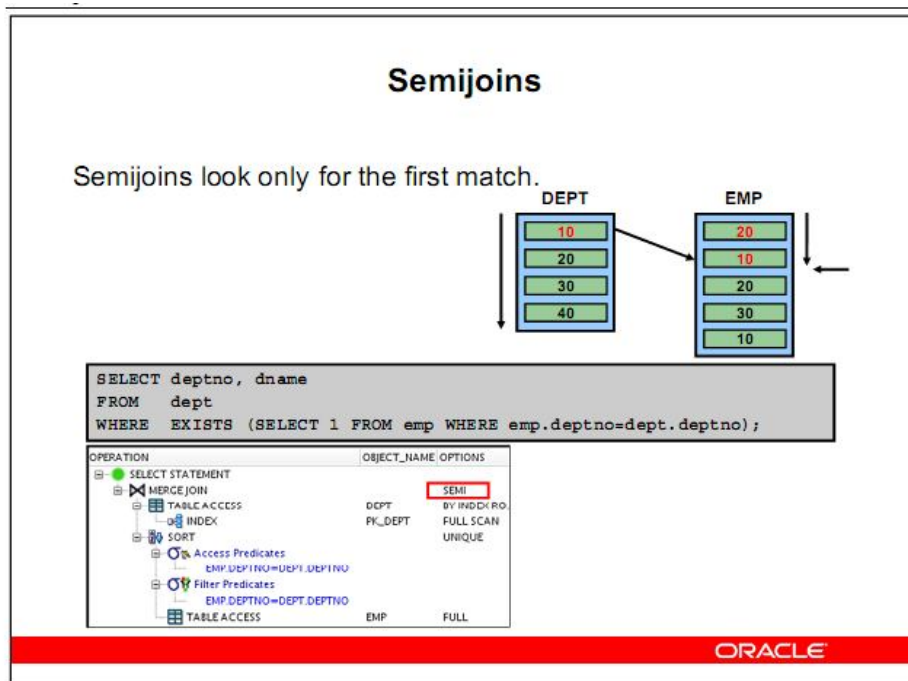 Semijoins
Semijoins look only for the first match.
DEPT EMP
10 20
20 10
30 20
40 30
10
SELECT deptno, dname
FROM dept
WHERE EXISTS (SELECT 1 FROM emp WHERE emp.deptno=dept.deptno);
OPERATION OBJECT_NAME OPTIONS
SELECT STATEMENT
MERGE JOIN SEMI
TABLE ACCESS DEPT BY INDEX RO
INDEX PK_DEPT FULL SCAN
SORT UNIQUE
Access Predicates
EMP.DEPTNO=DEPT.DEPTNO
Filter Predicates
EMP.DEPTNO=DEPT.DEPTNO
TABLE ACCESS EMP FULL
ORACLE